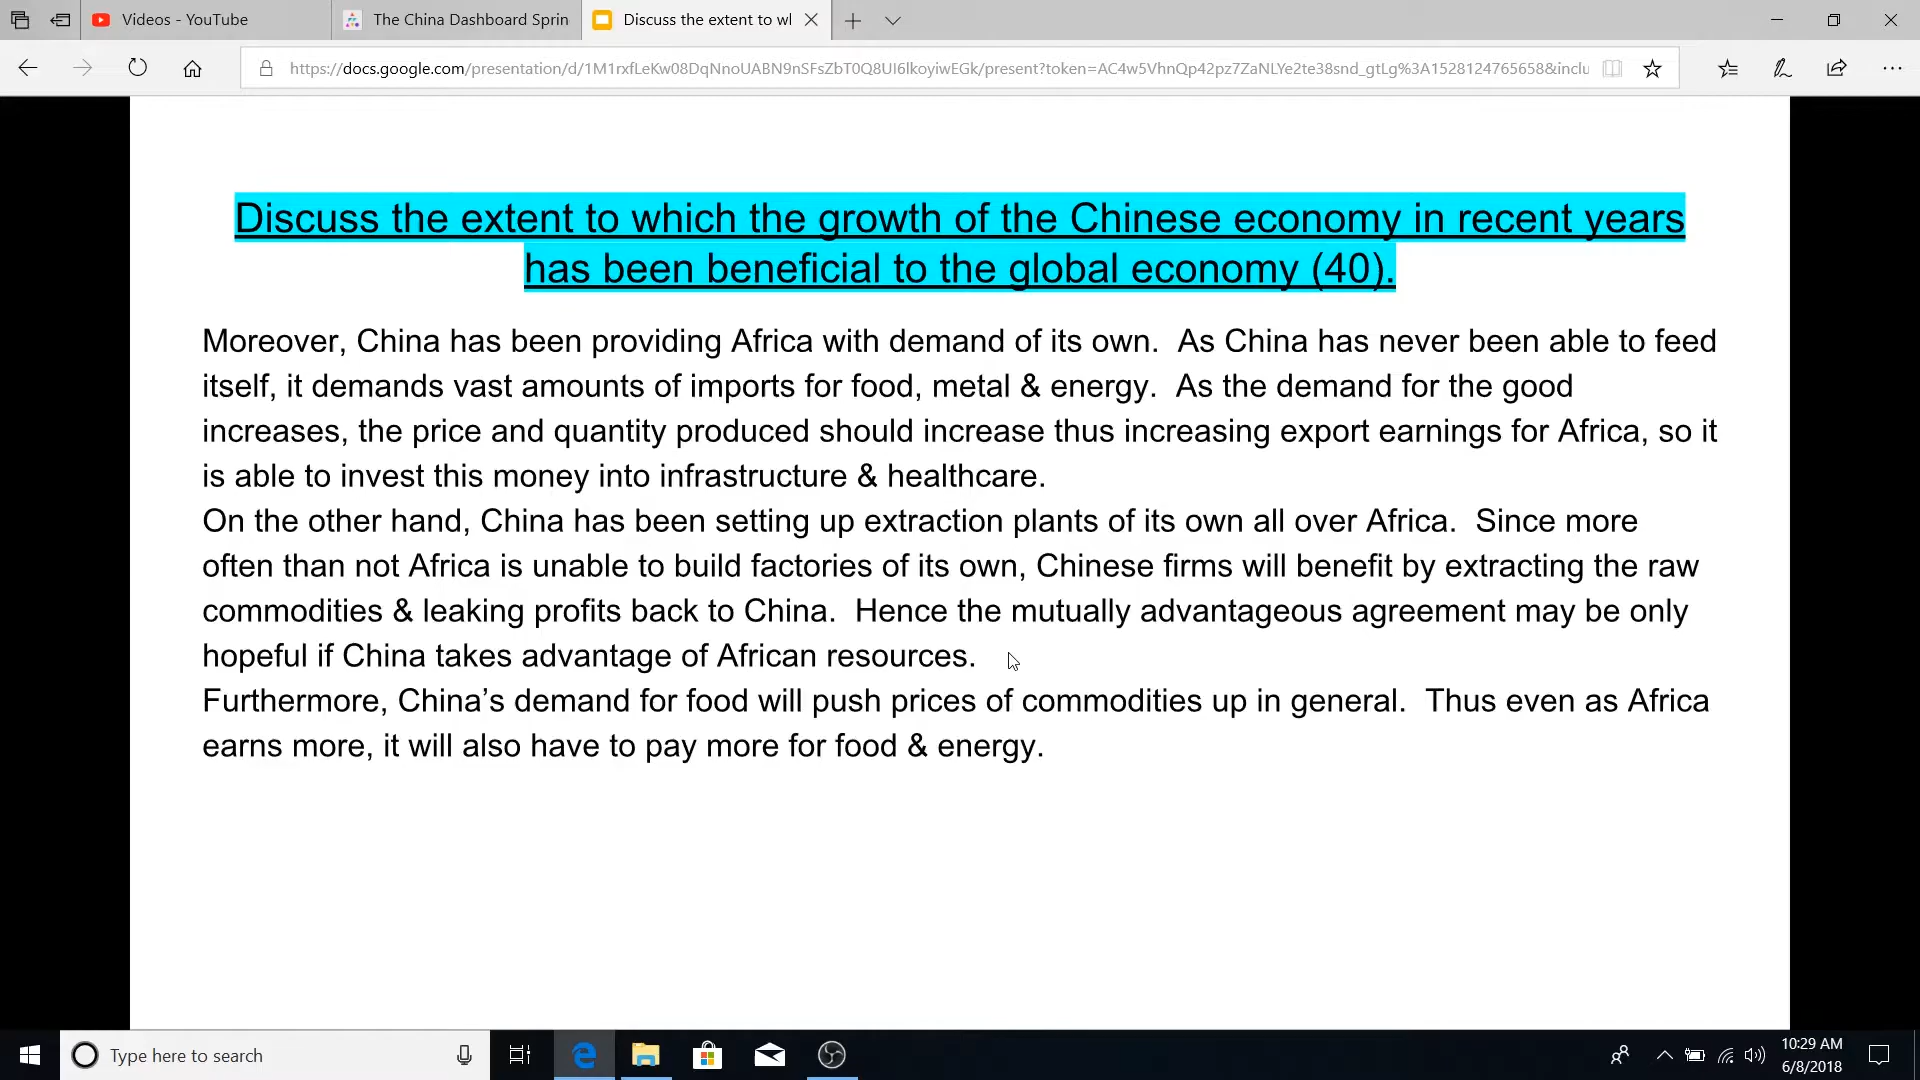 Videos - YouTube
The China Dashboard Sprin
Discuss the extent to wl
https://docs.google.com/presentation/d/1M1rxfLeKw08DqNnoUABN9nSFsZbT0Q8UI6lkoyiwEGk/present?token=AC4w5VhnQp42pz7ZaNLYe2te38snd_gtLg%3A1528124765658&inclu
Discuss the extent to which the growth of the Chinese economy in recent years
has been beneficial to the global economy (40).
Moreover, China has been providing Africa with demand of its own.  As China has never been able to feed
itself, it demands vast amounts of imports for food, metal & energy.  As the demand for the good
increases, the price and quantity produced should increase thus increasing export earnings for Africa, so it
is able to invest this money into infrastructure & healthcare.
On the other hand, China has been setting up extraction plants of its own all over Africa.  Since more
often than not Africa is unable to build factories of its own, Chinese firms will benefit by extracting the raw
commodities & leaking profits back to China.  Hence the mutually advantageous agreement may be only
hopeful if China takes advantage of African resources.
Furthermore, China’s demand for food will push prices of commodities up in general.  Thus even as Africa
earns more, it will also have to pay more for food & energy.
Type here to search
10:29 AM
6/8/2018